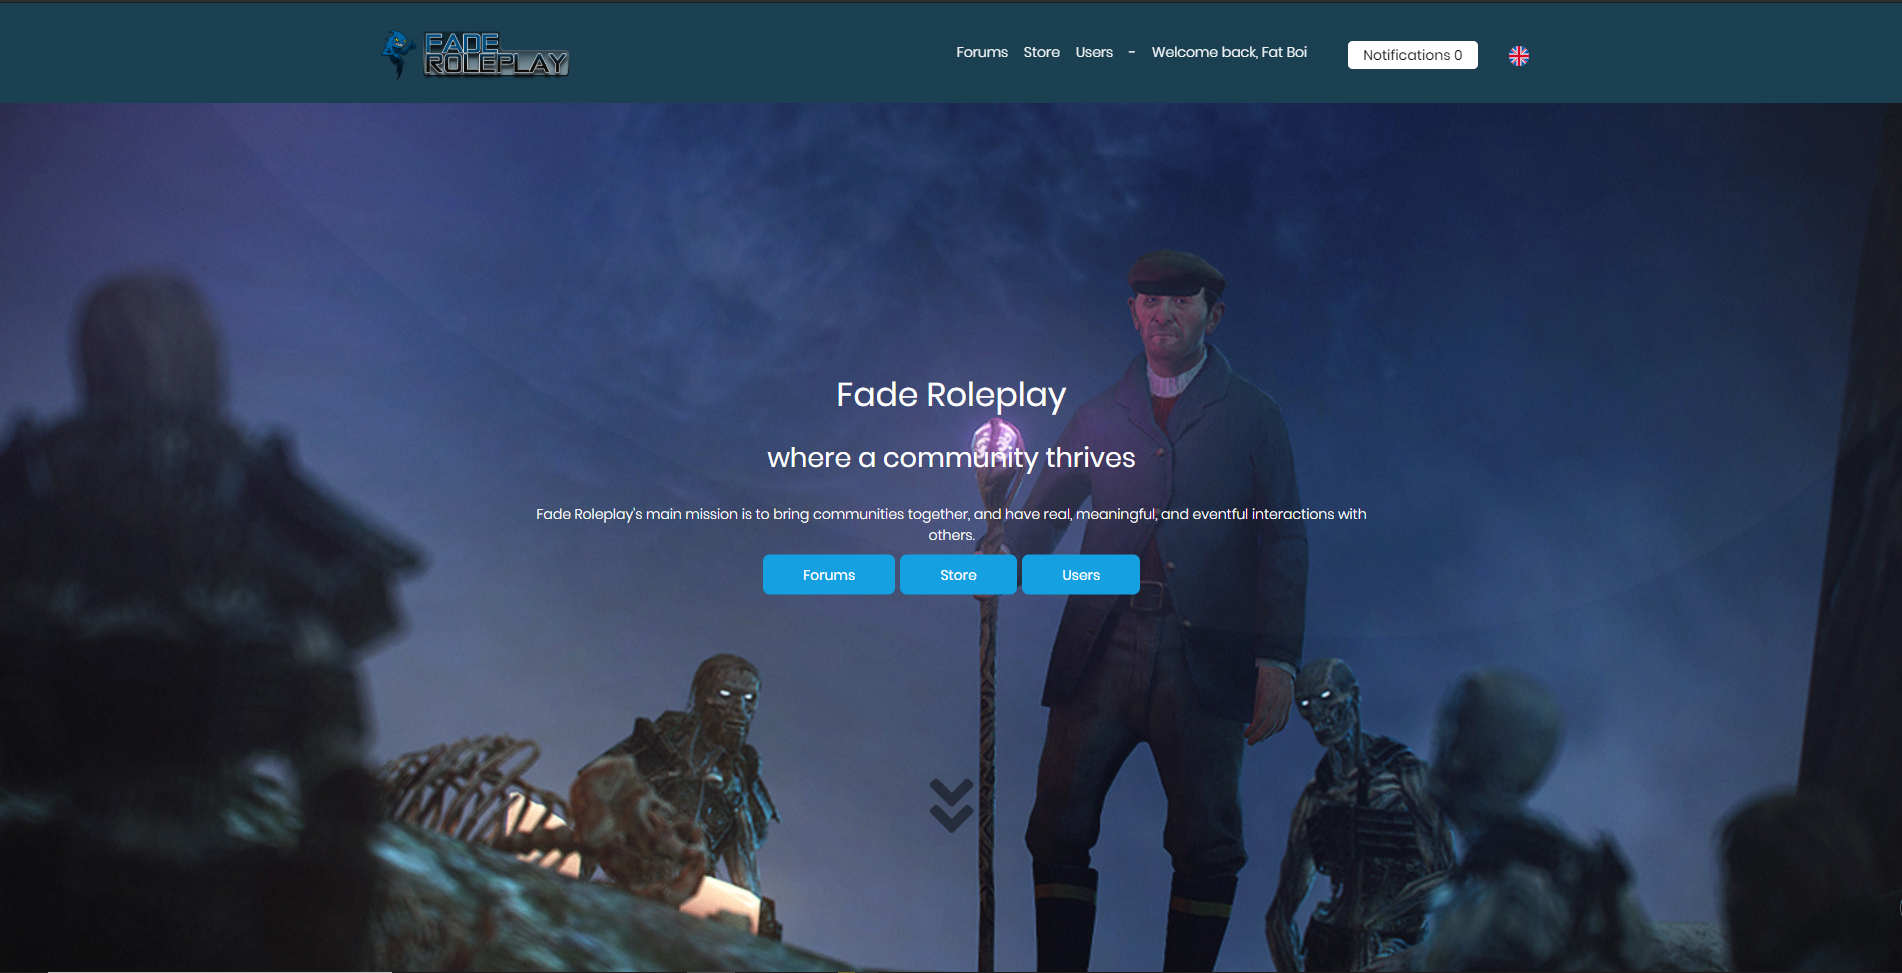 FADE
ROLEPLAY
Forums Store Users - Welcome back, Fat Boi Notifications 0
Fade Roleplay
where a community thrives
Fade Roleplay's main mission is to bring communities together, and have real, meaningful, and eventful interactions with
others.
Forums Store Users